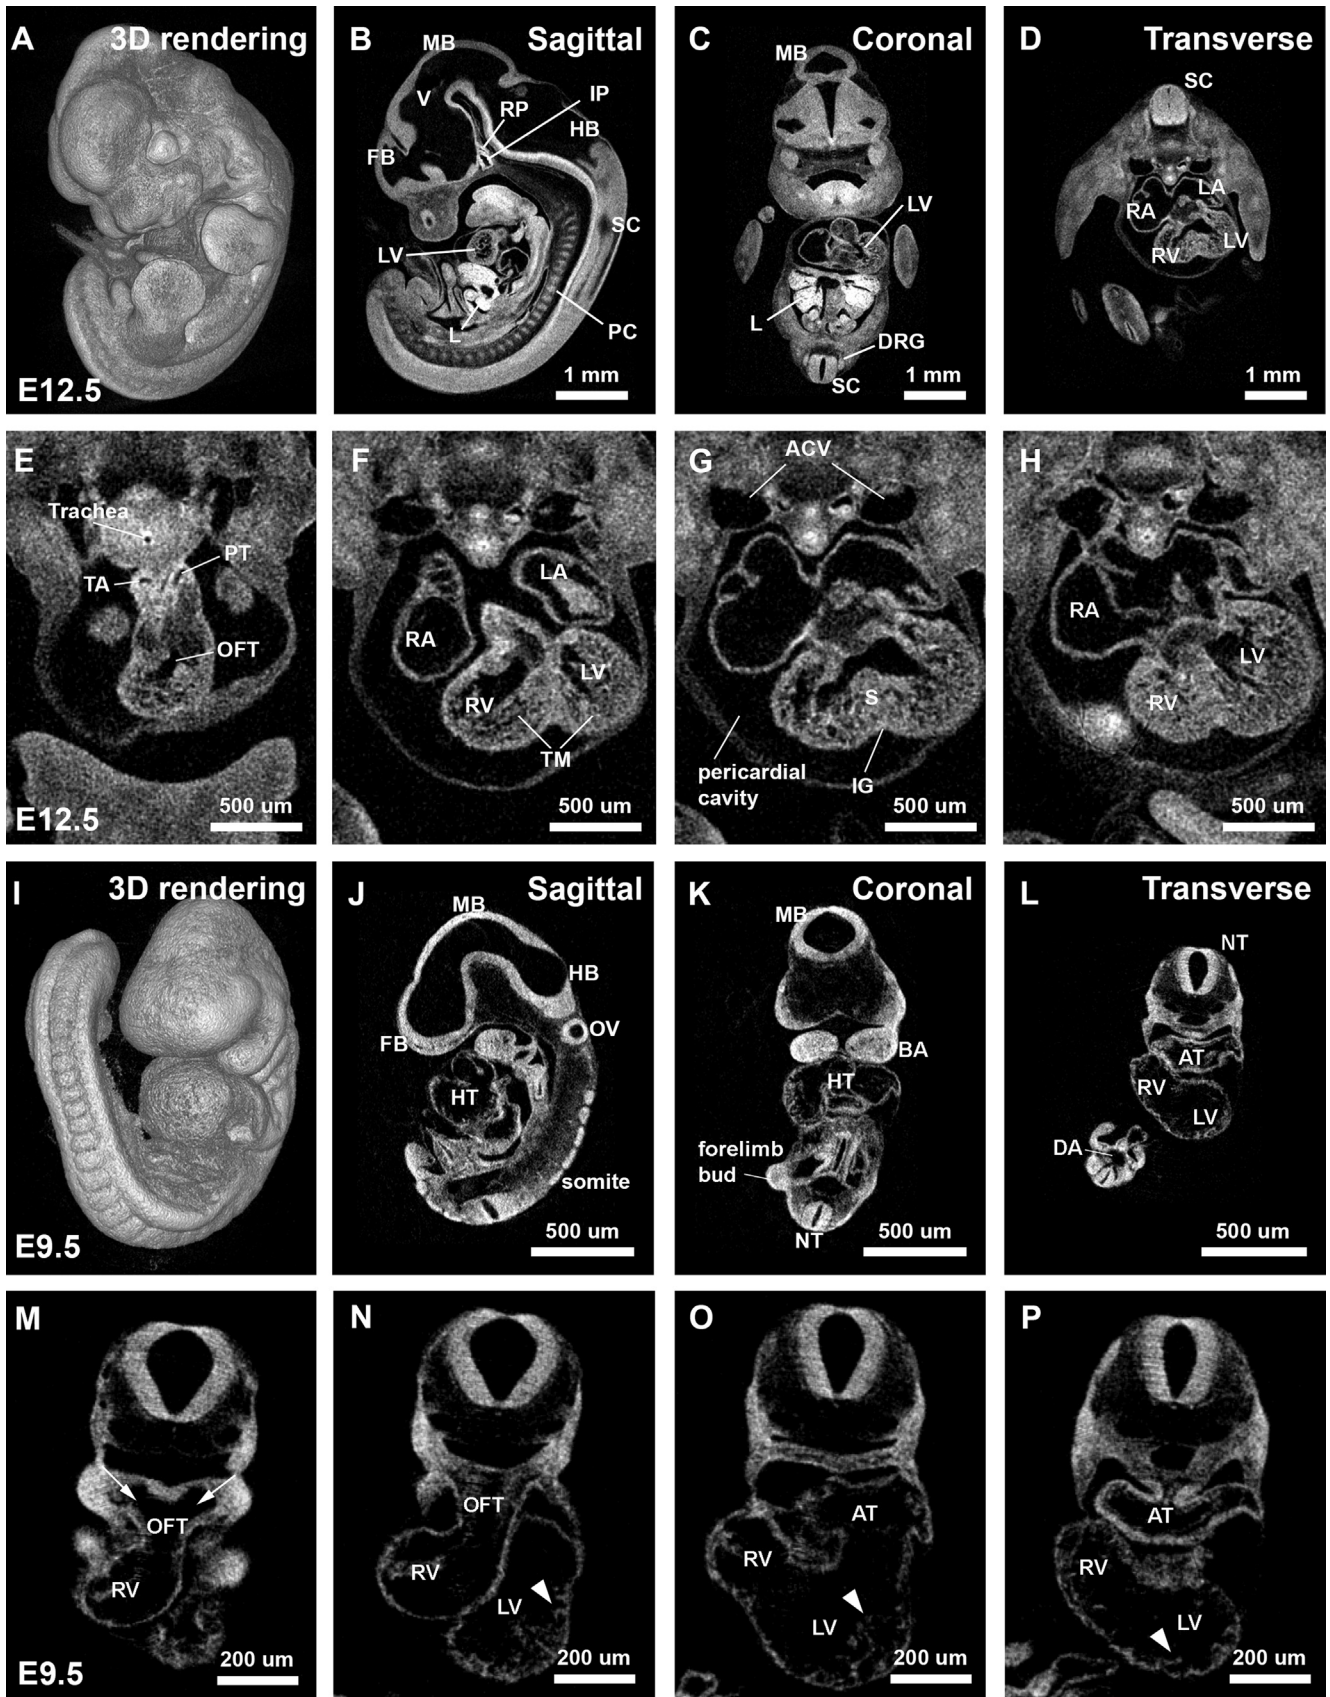 A 3D rendering
E12.5
B Sagittal
MB
V
RP
IP
HB
FB
SC
LV
L
PC
1 mm
C Coronal
MB
LV
L
DRG
SC
1 mm
D Transverse
SC
LA
RA
LV
RV
1 mm
E
Trachea
PT
TA
OFT
E12.5
500 um
F
LA
RA
LV
RV
TM
500 um
G
ACV
S
pericardial
cavity
IG
500 um
H
RA
LV
RV
500 um
I 3D rendering
E9.5
J Sagittal
MB
HB
OV
FB
HT
somite
500 um
K Coronal
MB
BA
HT
forelimb
bud
NT
500 um
L Transverse
NT
AT
RV
LV
DA
500 um
M
OFT
RV
E9.5
200 um
N
OFT
RV
LV
200 um
O
AT
RV
LV
200 um
P
AT
RV
LV
200 um